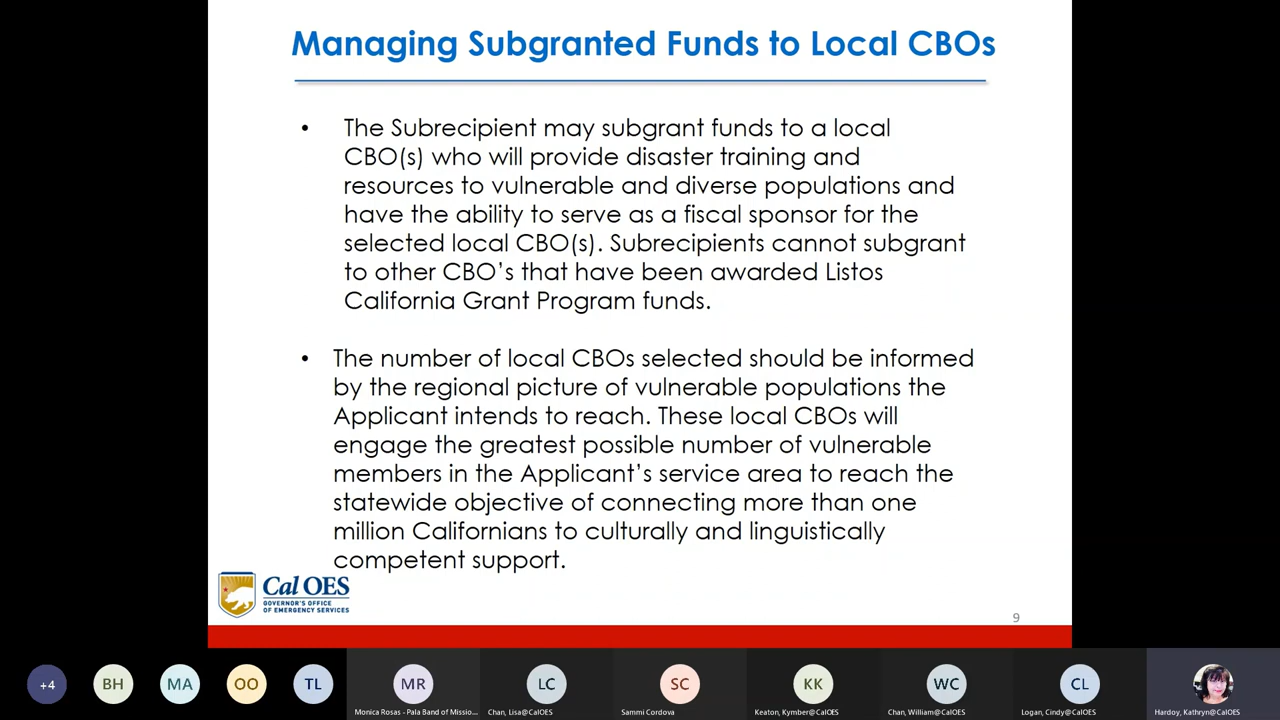 Managing Subgranted Funds to Local CBOs
• The Subrecipient may subgrant funds to a local
CBO(s) who will provide disaster training and
resources to vulnerable and diverse populations and
have the ability to serve as a fiscal sponsor for the
selected local CBO(s). Subrecipients cannot subgrant
to other CBO’s that have been awarded Listos
California Grant Program funds.
• The number of local CBOs selected should be informed
by the regional picture of vulnerable populations the
Applicant intends to reach. These local CBOs will
engage the greatest possible number of vulnerable
members in the Applicant’s service area to reach the
statewide objective of connecting more than one
million Californians to culturally and linguistically
competent support.
Cal OES
GOVERNOR'S OFFICE
OF EMERGENCY SERVICES
9
+4
BH
MA
OO
TL
MR
LC
SC
KK
WC
CL
Monica Rosas - Pala Band of Missio...
Chan, Lisa@CalOES
Sammi Cordova
Keaton, Kymber@CalOES
Chan, William@CalOES
Logan, Cindy@CalOES
Hardoy, Kathryn@CalOES